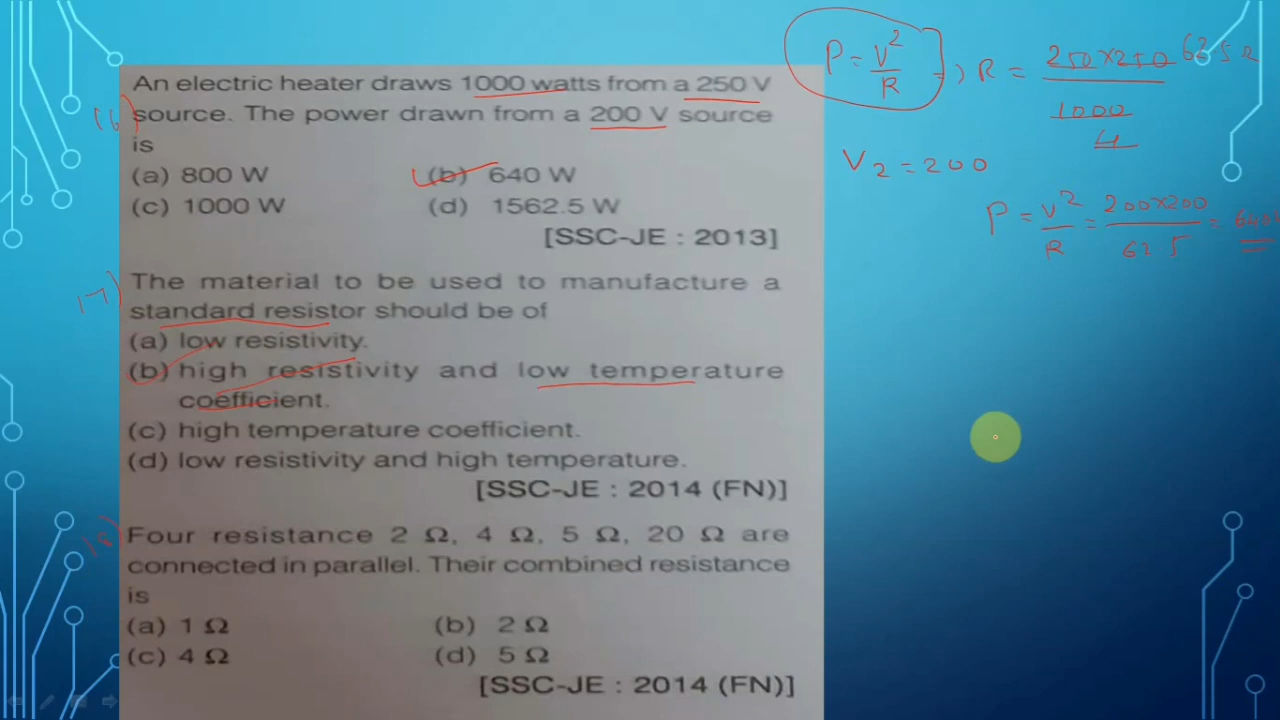 An electric heater draws 1000 watts from a 250 V
source. The power drawn from a 200 V source
is
(a) 800 W (b) 640 W
(c) 1000 W (d) 1562.5 W
[SSC-JE : 2013]
17)
The material to be used to manufacture a
standard resistor should be of
(a) low resistivity.
(b) high resistivity and low temperature
coefficient.
(c) high temperature coefficient.
(d) low resistivity and high temperature.
[SSC-JE : 2014 (FN)]
Four resistance 2 Ω, 4 Ω, 5 Ω, 20 Ω are
connected in parallel. Their combined resistance
is
(a) 1 Ω (b) 2 Ω
(c) 4 Ω (d) 5 Ω
[SSC-JE : 2014 (FN)]
P = V²/R
R = 250×250/1000
4
V2 = 200
P = V²/R = 200×200/62.5 =